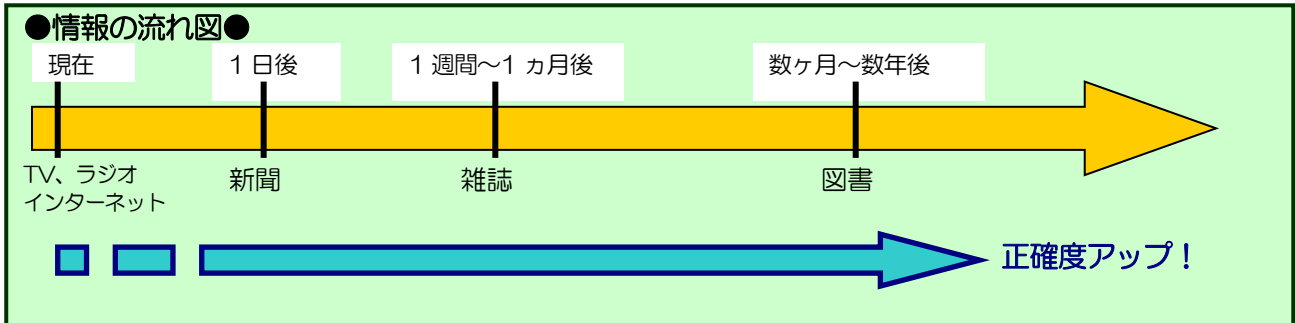 ●情報の流れ図●
現在
1日後
1週間～1ヵ月後
数ヶ月～数年後
TV、ラジオ
インターネット
新聞
雑誌
図書
正確度アップ！